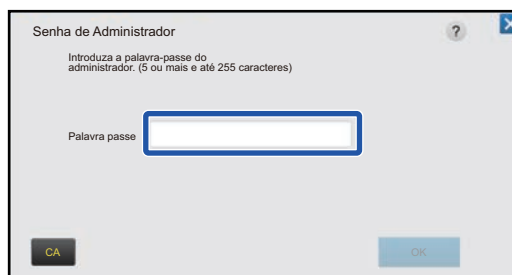 Senha de Administrador
?
Introduza a palavra-passe do
administrador. (5 ou mais e até 255 caracteres)
Palavra passe
CA
OK